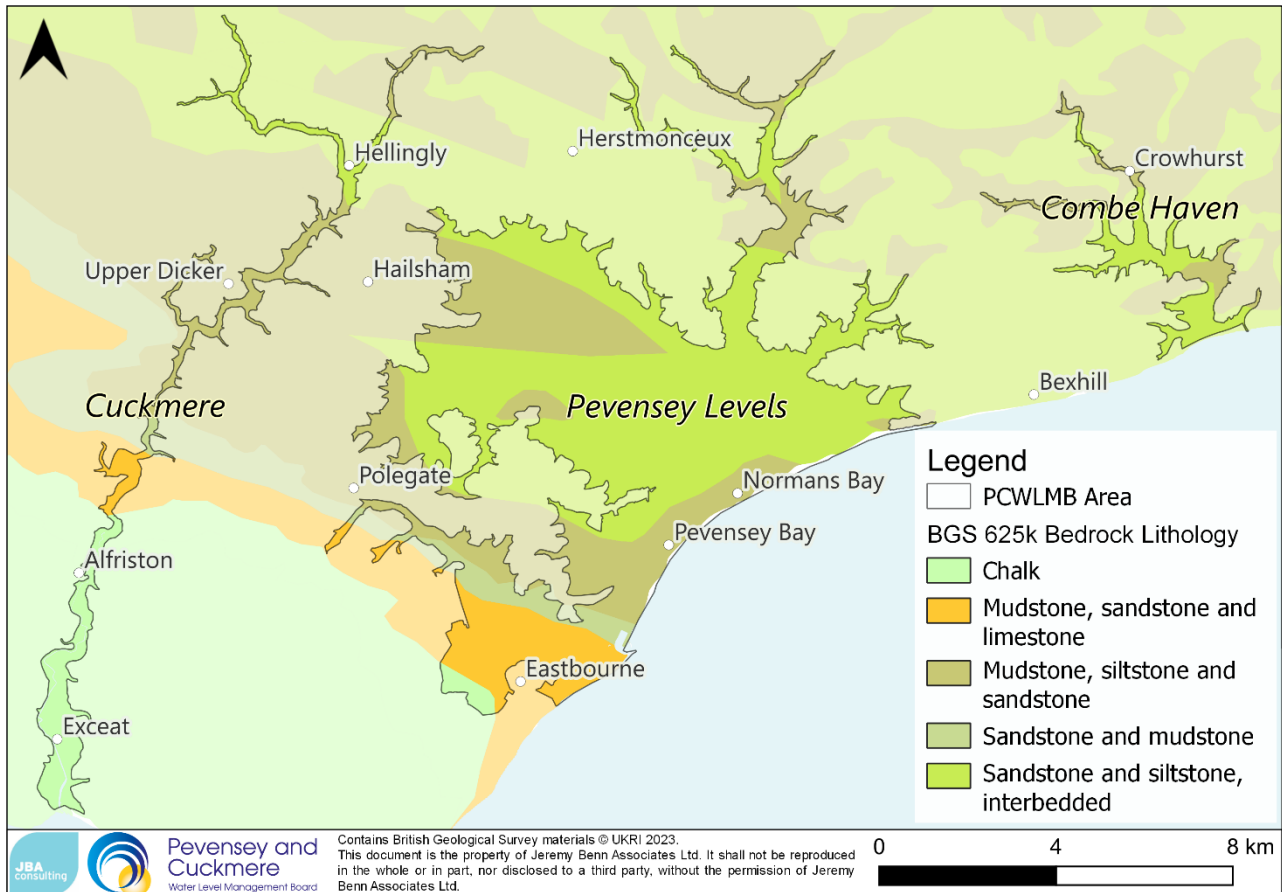 Herstmonceux
Hellingly
Crowhurst
Combe Haven
Upper Dicker
Hailsham
Bexhill
Cuckmere
Pevensey Levels
Polegate
Normans Bay
Pevensey Bay
Alfriston
Eastbourne
Exceat
Legend
PCWLMB Area
BGS 625k Bedrock Lithology
Chalk
Mudstone, sandstone and
limestone
Mudstone, siltstone and
sandstone
Sandstone and mudstone
Sandstone and siltstone,
interbedded
JBA
consulting
Pevensey and
Cuckmere
Water Level Management Board
Contains British Geological Survey materials © UKRI 2023.
This document is the property of Jeremy Benn Associates Ltd. It shall not be reproduced
in the whole or in part, nor disclosed to a third party, without the permission of Jeremy
Benn Associates Ltd.
0 4 8 km